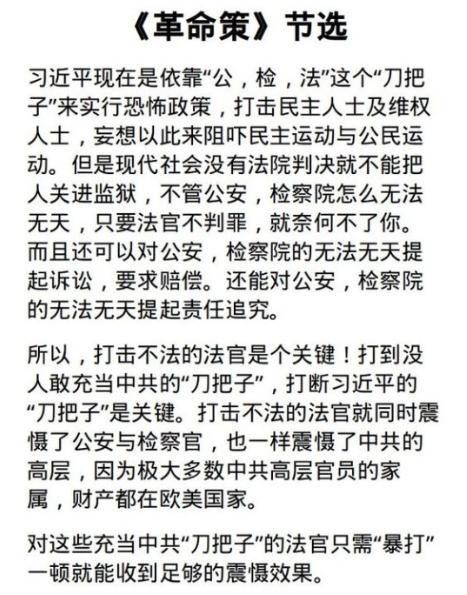 《革命策》节选
习近平现在是依靠“公，检，法”这个“刀把
子”来实行恐怖政策，打击民主人士及维权
人士，妄想以此来阻吓民主运动与公民运
动。但是现代社会没有法院判决就不能把
人关进监狱，不管公安，检察院怎么无法
无天，只要法官不判罪，就奈何不了你。
而且还可以对公安，检察院的无法无天提
起诉讼，要求赔偿。还能对公安，检察院
的无法无天提起责任追究。
所以，打击不法的法官是个关键！打到没
人敢充当中共的“刀把子”，打断习近平的
“刀把子”是关键。打击不法的法官就同时震
慑了公安与检察官，也一样震慑了中共的
高层，因为极大多数中共高层官员的家
属，财产都在欧美国家。
对这些充当中共“刀把子”的法官只需“暴打”
一顿就能收到足够的震慑效果。